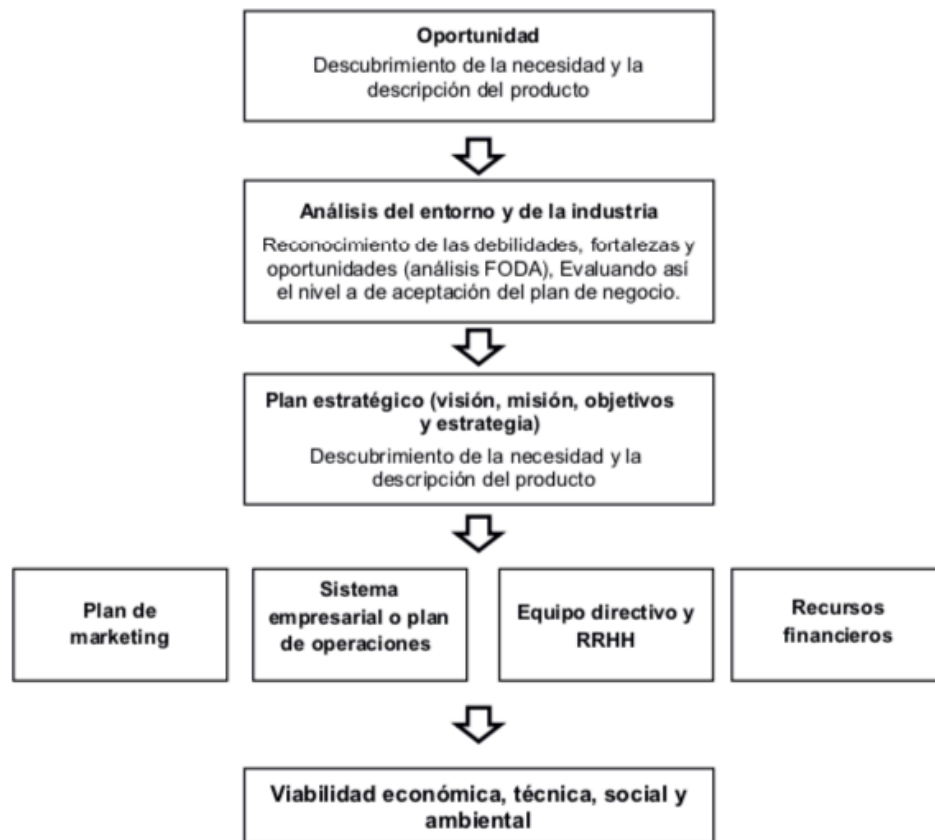 Oportunidad
Descubrimiento de la necesidad y la
descripción del producto
Análisis del entorno y de la industria
Reconocimiento de las debilidades, fortalezas y
oportunidades (análisis FODA), Evaluando así
el nivel a de aceptación del plan de negocio.
Plan estratégico (visión, misión, objetivos
y estrategia)
Descubrimiento de la necesidad y la
descripción del producto
Plan de
marketing
Sistema
empresarial o plan
de operaciones
Equipo directivo y
RRHH
Recursos
financieros
Viabilidad económica, técnica, social y
ambiental